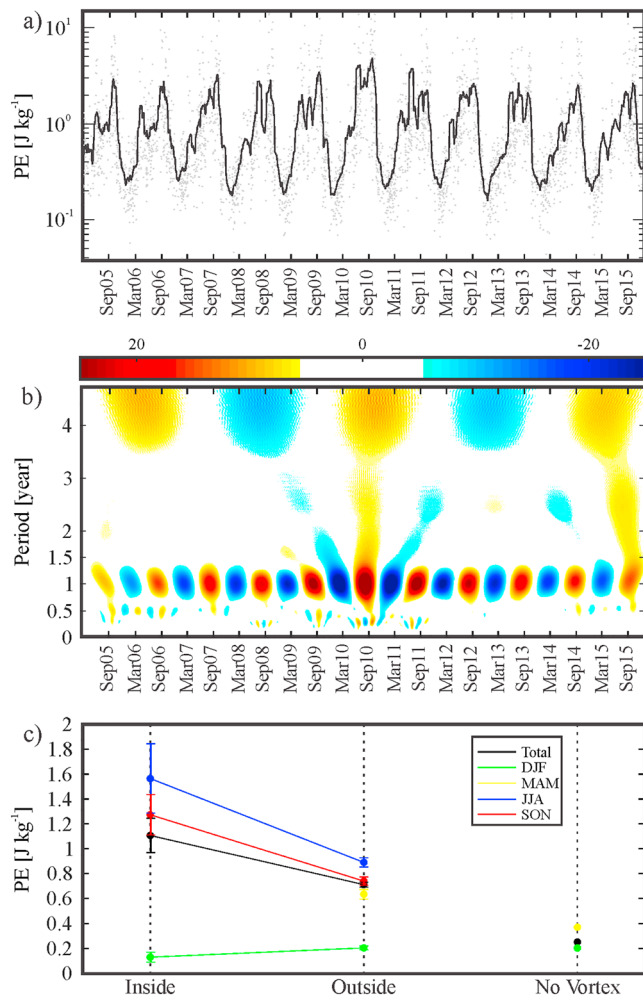 a)
PE [J kg⁻¹]
10¹
10⁰
10⁻¹
Sep05 Mar06 Sep06 Mar07 Sep07 Mar08 Sep08 Mar09 Sep09 Mar10 Sep10 Mar11 Sep11 Mar12 Sep12 Mar13 Sep13 Mar14 Sep14 Mar15 Sep15
20 0 -20
b)
Period [year]
4
3
2
1.5
1
0.5
0
Sep05 Mar06 Sep06 Mar07 Sep07 Mar08 Sep08 Mar09 Sep09 Mar10 Sep10 Mar11 Sep11 Mar12 Sep12 Mar13 Sep13 Mar14 Sep14 Mar15 Sep15
c)
PE [J kg⁻¹]
2
1.8
1.6
1.4
1.2
1
0.8
0.6
0.4
0.2
0
Total
DJF
MAM
JJA
SON
Inside Outside No Vortex